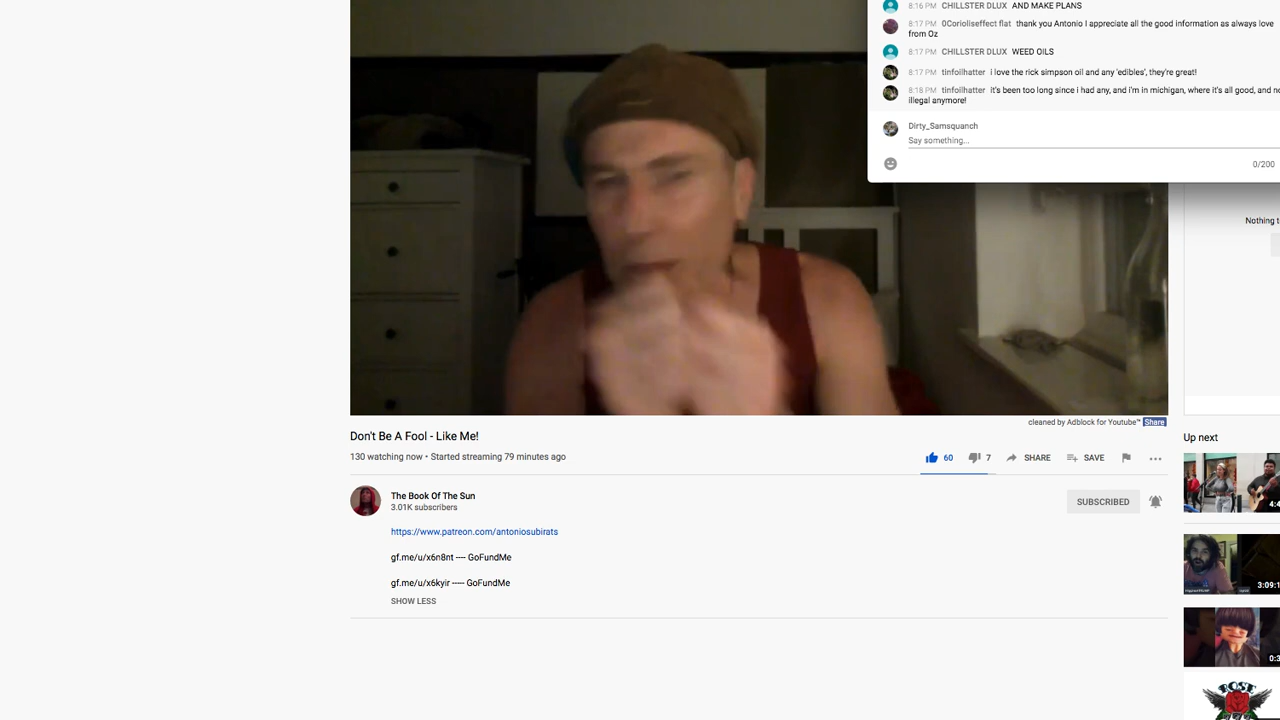 8:16 PM CHILLSTER DLUX AND MAKE PLANS
8:17 PM 0Corioliseffect flat thank you Antonio I appreciate all the good information as always love
from Oz
8:17 PM CHILLSTER DLUX WEED OILS
8:17 PM tinfoilhatter i love the rick simpson oil and any 'edibles', they're great!
8:18 PM tinfoilhatter it's been too long since i had any, and i'm in michigan, where it's all good, and
illegal anymore!
Dirty_Samsquanch
Say something...
0/200
Nothing
cleaned by Adblock for Youtube™ Share
Don't Be A Fool - Like Me!
130 watching now • Started streaming 79 minutes ago
60 7 SHARE SAVE
The Book Of The Sun
3.01K subscribers
SUBSCRIBED
https://www.patreon.com/antoniosubirats
gf.me/u/x6n8nt ---- GoFundMe
gf.me/u/x6kyir ----- GoFundMe
SHOW LESS
Up next
4:4
3:09:1
0:3
ROSE